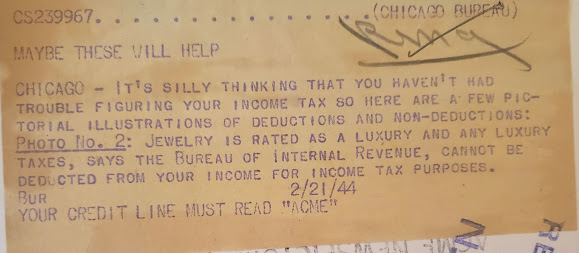 CS239967..................(CHICAGO BUREAU)
MAYBE THESE WILL HELP
CHICAGO - IT'S SILLY THINKING THAT YOU HAVEN'T HAD
TROUBLE FIGURING YOUR INCOME TAX SO HERE ARE A FEW PIC-
TORIAL ILLUSTRATIONS OF DEDUCTIONS AND NON-DEDUCTIONS:
PHOTO NO. 2: JEWELRY IS RATED AS A LUXURY AND ANY LUXURY
TAXES, SAYS THE BUREAU OF INTERNAL REVENUE, CANNOT BE
DEDUCTED FROM YOUR INCOME FOR INCOME TAX PURPOSES.
BUR 2/21/44
YOUR CREDIT LINE MUST READ "ACME"